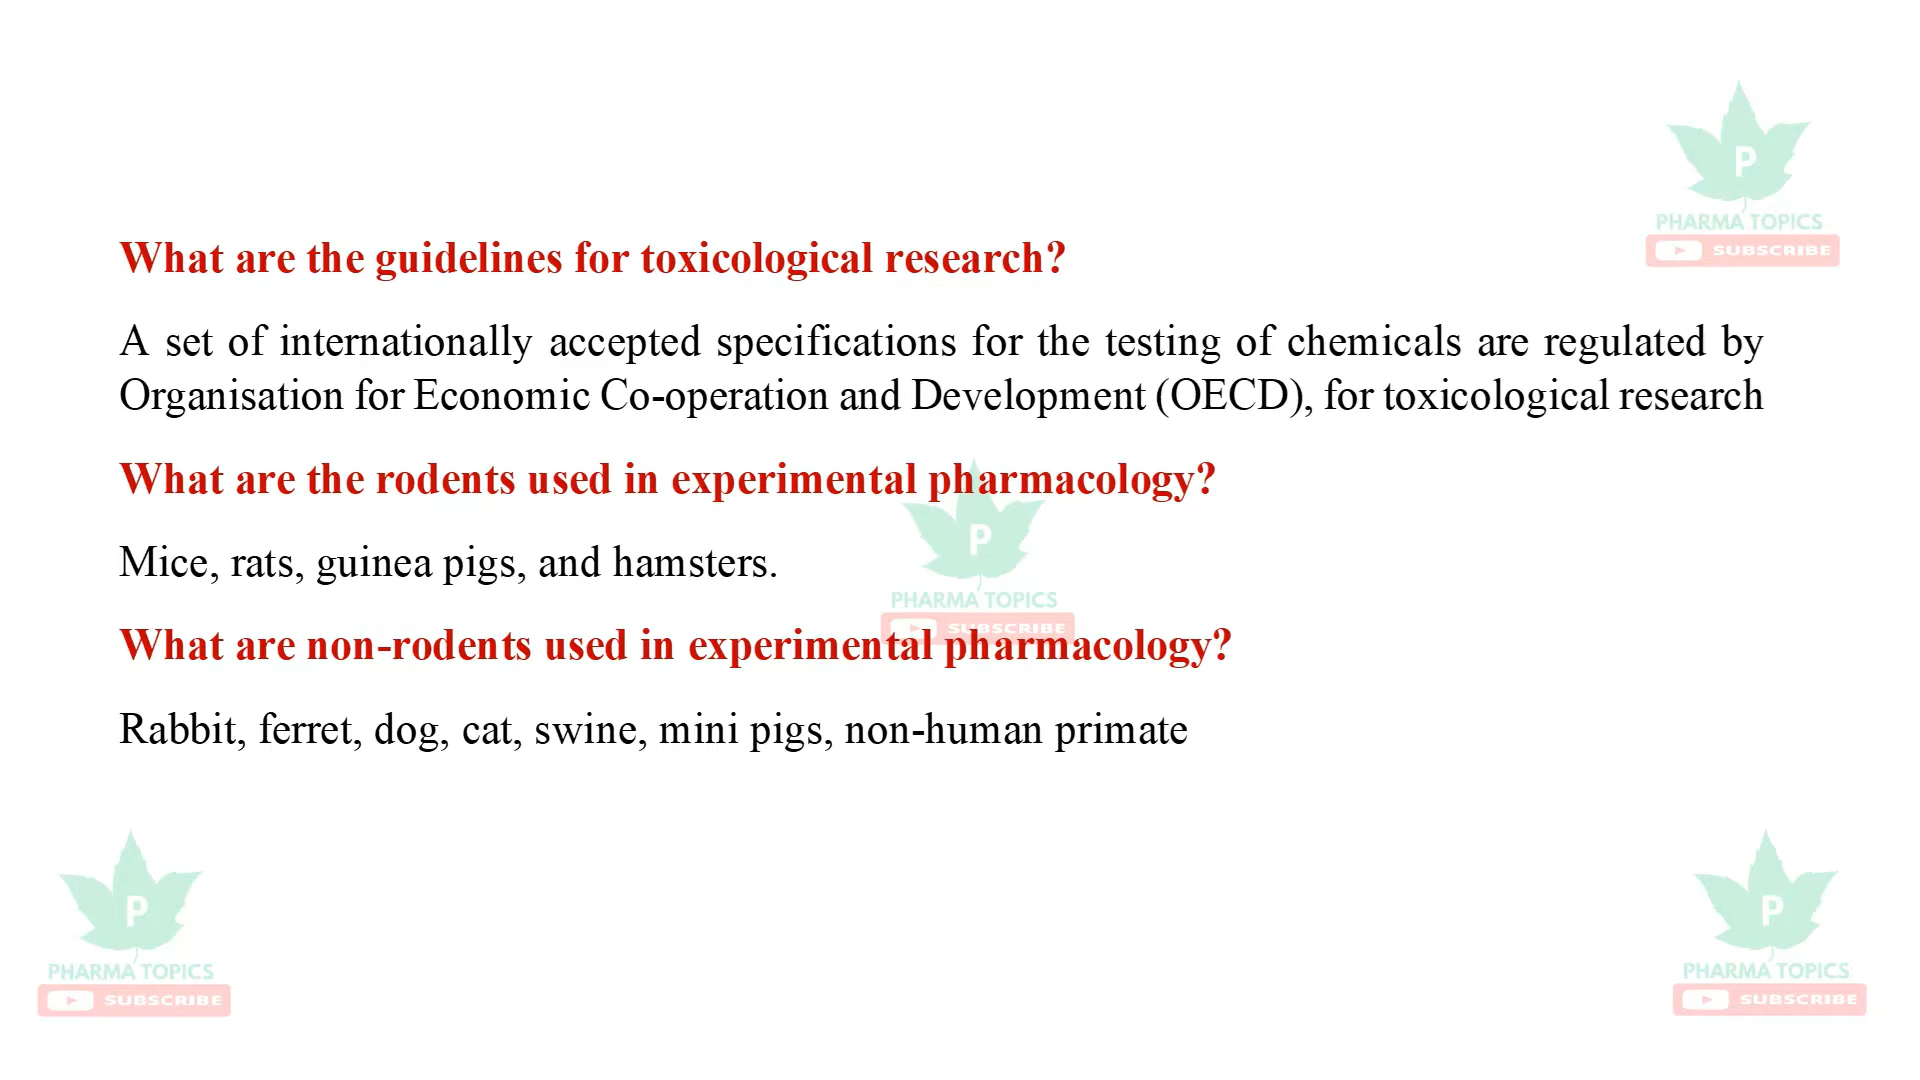 P
PHARMA TOPICS
SUBSCRIBE
What are the guidelines for toxicological research?
A set of internationally accepted specifications for the testing of chemicals are regulated by
Organisation for Economic Co-operation and Development (OECD), for toxicological research
What are the rodents used in experimental pharmacology?
P
Mice, rats, guinea pigs, and hamsters.
PHARMA TOPICS
SUBSCRIBE
What are non-rodents used in experimental pharmacology?
Rabbit, ferret, dog, cat, swine, mini pigs, non-human primate
P
PHARMA TOPICS
SUBSCRIBE
P
PHARMA TOPICS
SUBSCRIBE